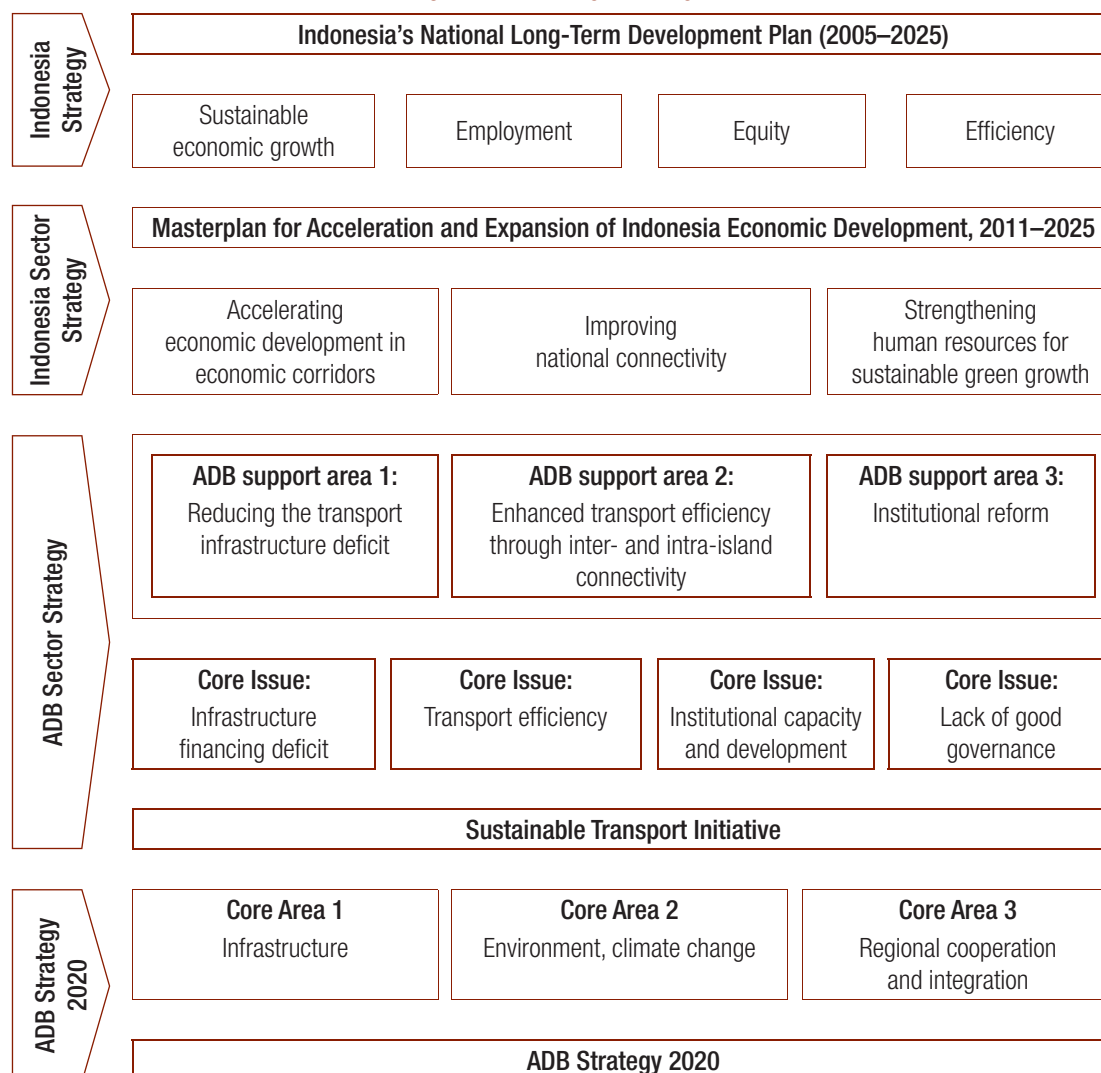 Indonesia
Strategy
Indonesia's National Long-Term Development Plan (2005–2025)
Sustainable
economic growth
Employment
Equity
Efficiency
Indonesia Sector
Strategy
Masterplan for Acceleration and Expansion of Indonesia Economic Development, 2011–2025
Accelerating
economic development in
economic corridors
Improving
national connectivity
Strengthening
human resources for
sustainable green growth
ADB Sector Strategy
ADB support area 1:
Reducing the transport
infrastructure deficit
ADB support area 2:
Enhanced transport efficiency
through inter- and intra-island
connectivity
ADB support area 3:
Institutional reform
Core Issue:
Infrastructure
financing deficit
Core Issue:
Transport efficiency
Core Issue:
Institutional capacity
and development
Core Issue:
Lack of good
governance
Sustainable Transport Initiative
ADB Strategy
2020
Core Area 1
Infrastructure
Core Area 2
Environment, climate change
Core Area 3
Regional cooperation
and integration
ADB Strategy 2020